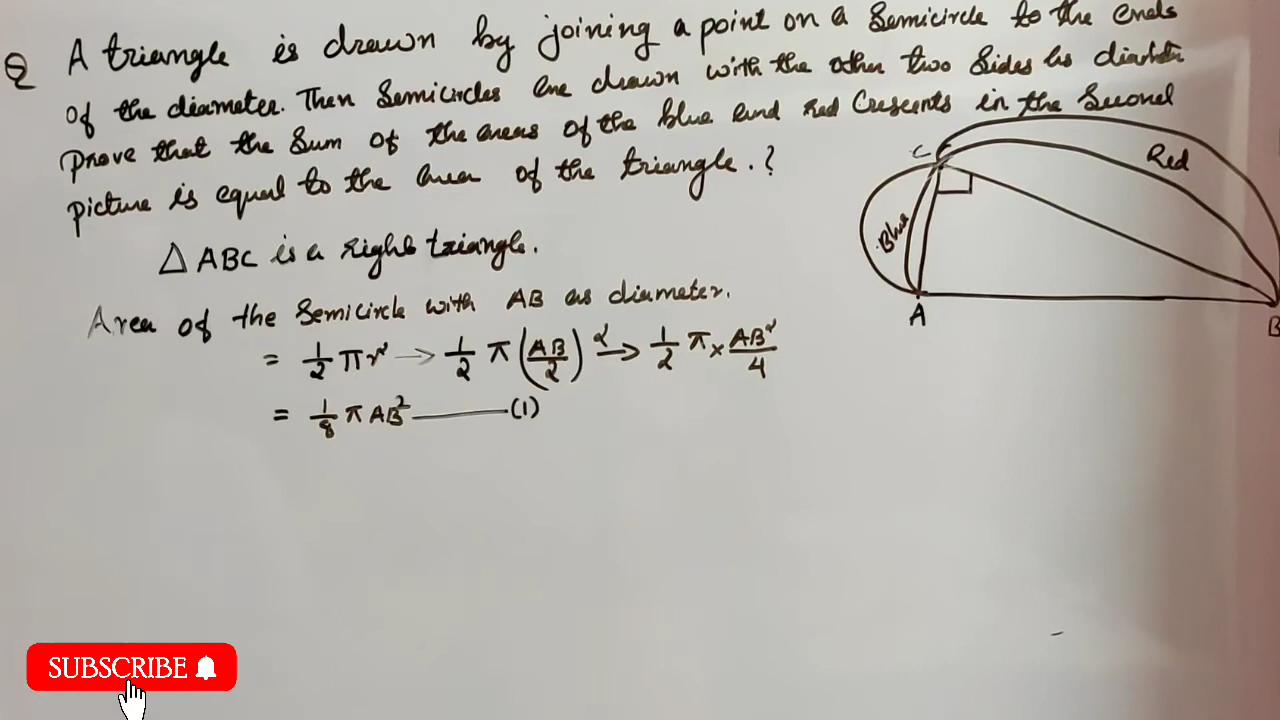 Q A triangle is drawn by joining a point on a semicircle to the ends
of the diameter. Then semicircles are drawn with the other two sides as diameter
prove that the sum of the areas of the blue and red crescents in the second
picture is equal to the area of the triangle.?
C
Red
Blue
A
B
△ ABC is a right triangle.
Area of the semicircle with AB as diameter.
= 1/2 πr² → 1/2 π (AB/2)² → 1/2 π × AB²/4
= 1/8 π AB² ——— (1)
SUBSCRIBE